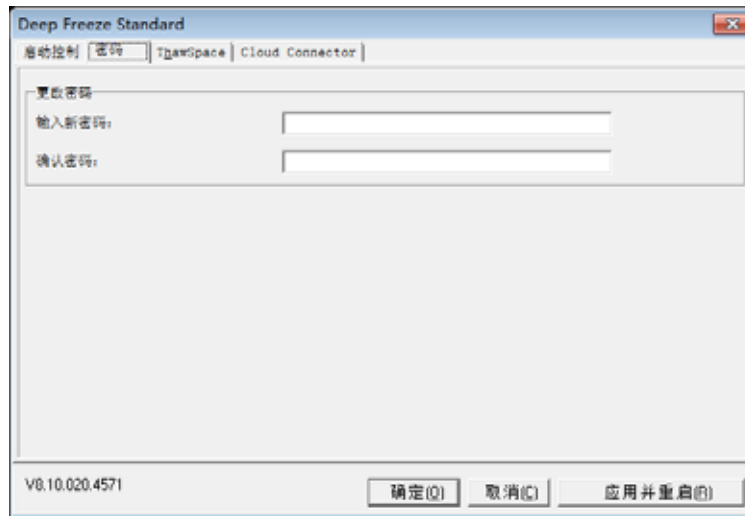 Deep Freeze Standard
启动控制 密码 ThawSpace Cloud Connector
更改密码
输入新密码:
确认密码:
V8.10.020.4571
确定(O) 取消(C) 应用并重启(R)